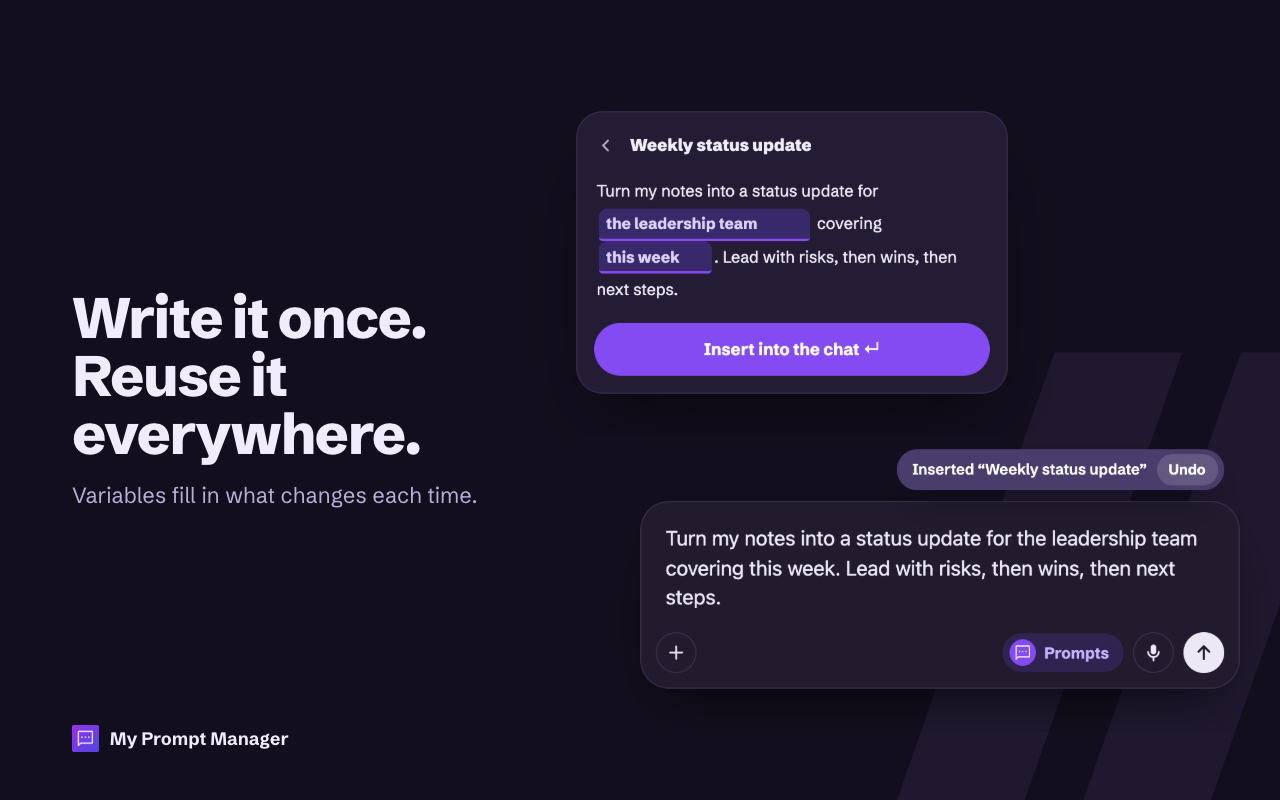 Write it once.
Reuse it
everywhere.
Variables fill in what changes each time.
My Prompt Manager
Weekly status update
Turn my notes into a status update for
the leadership team covering
this week . Lead with risks, then wins, then
next steps.
Insert into the chat ↵
Inserted “Weekly status update” Undo
Turn my notes into a status update for the leadership team
covering this week. Lead with risks, then wins, then next
steps.
Prompts